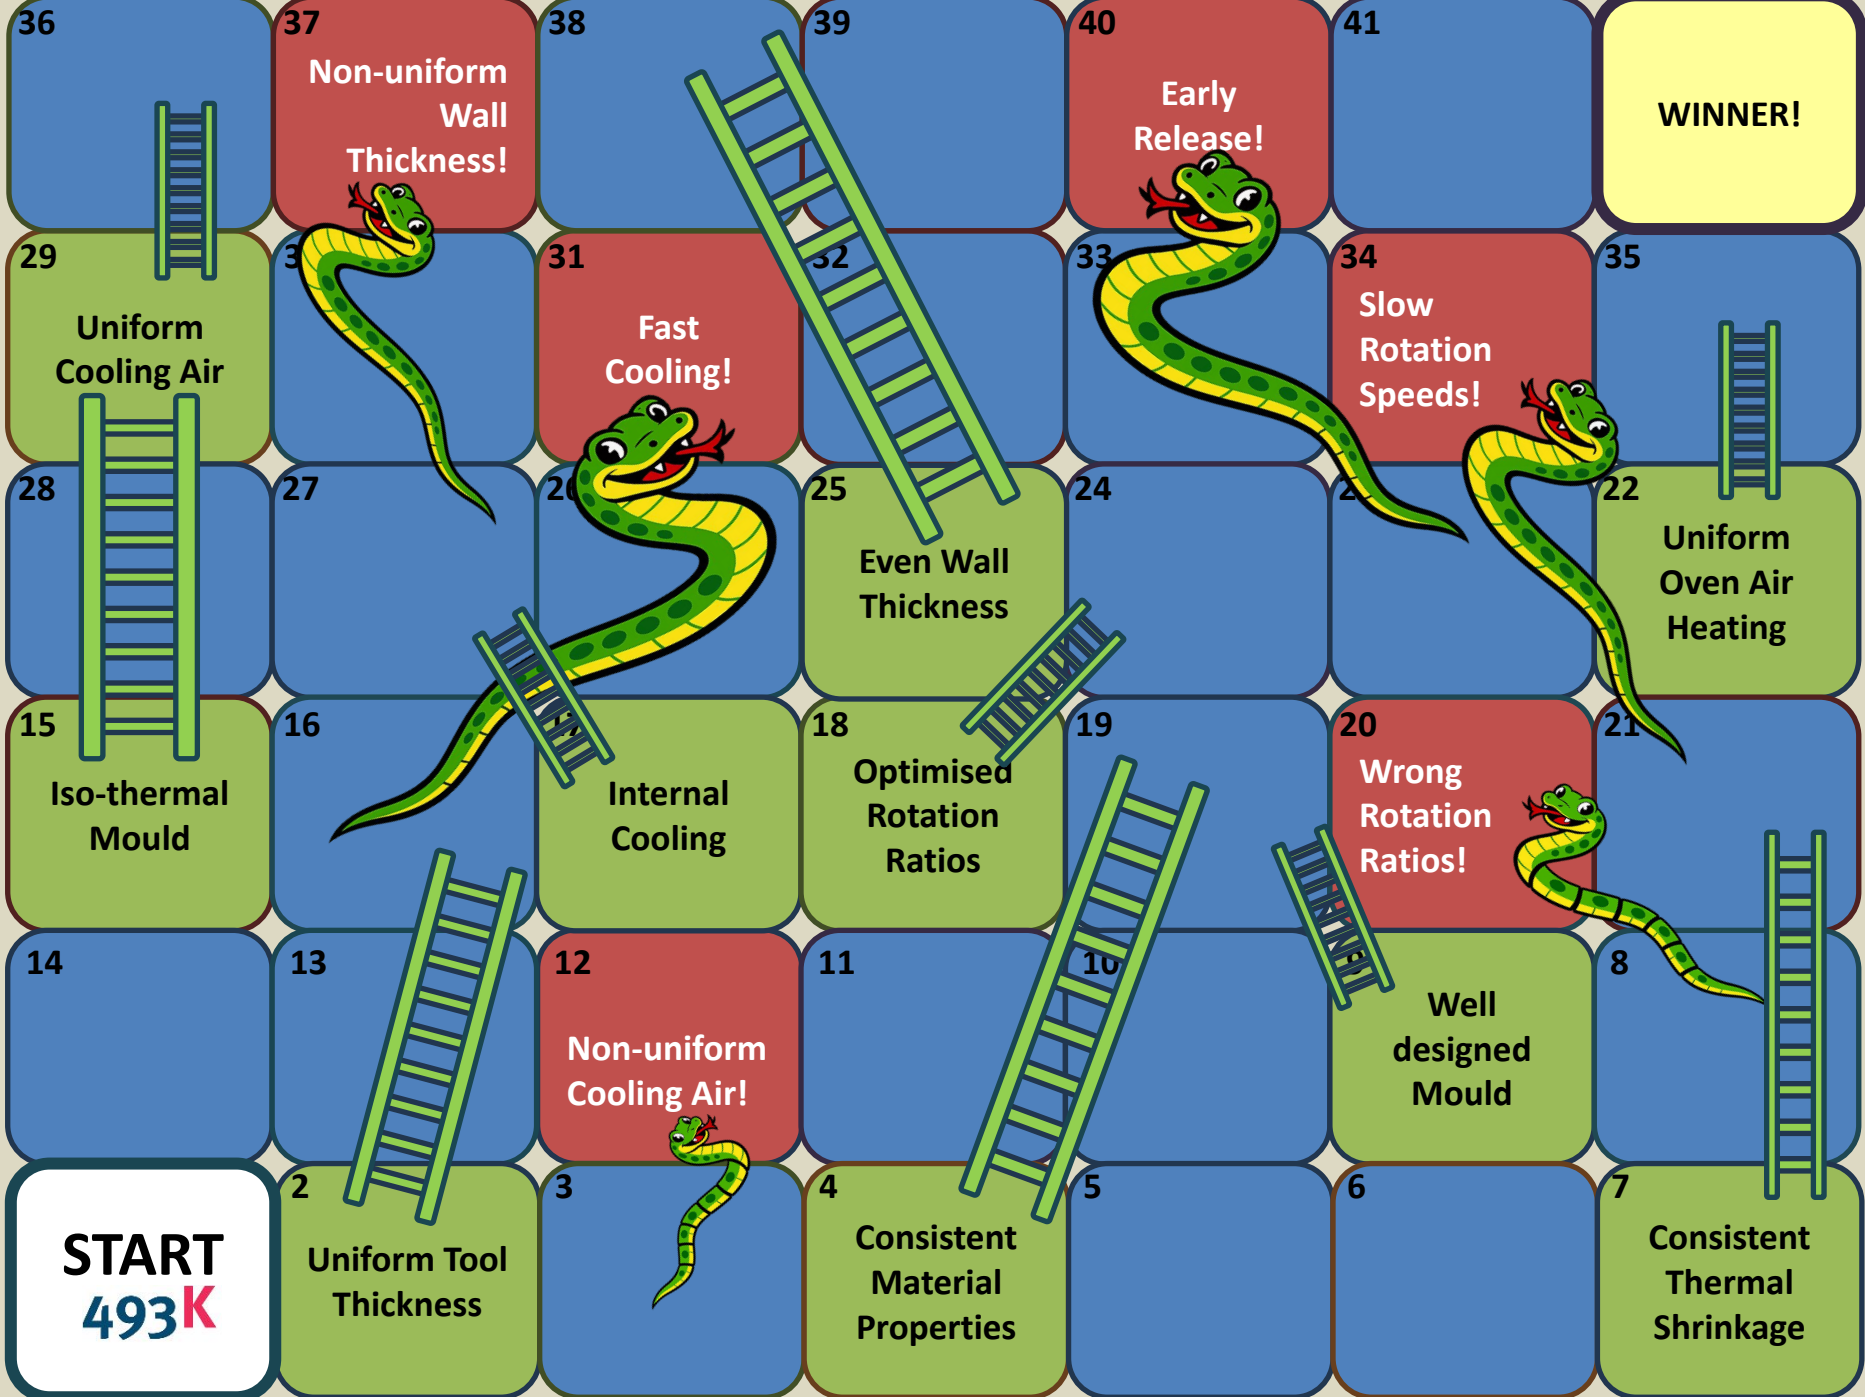 36
37
Non-uniform
Wall
Thickness!
38
39
40
Early
Release!
41
WINNER!
29
Uniform
Cooling Air
31
Fast
Cooling!
32
33
34
Slow
Rotation
Speeds!
35
28
27
26
25
Even Wall
Thickness
24
22
Uniform
Oven Air
Heating
15
Iso-thermal
Mould
16
17
Internal
Cooling
18
Optimised
Rotation
Ratios
19
20
Wrong
Rotation
Ratios!
21
14
13
12
Non-uniform
Cooling Air!
11
10
9
Well
designed
Mould
8
START
493K
2
Uniform Tool
Thickness
3
4
Consistent
Material
Properties
5
6
7
Consistent
Thermal
Shrinkage